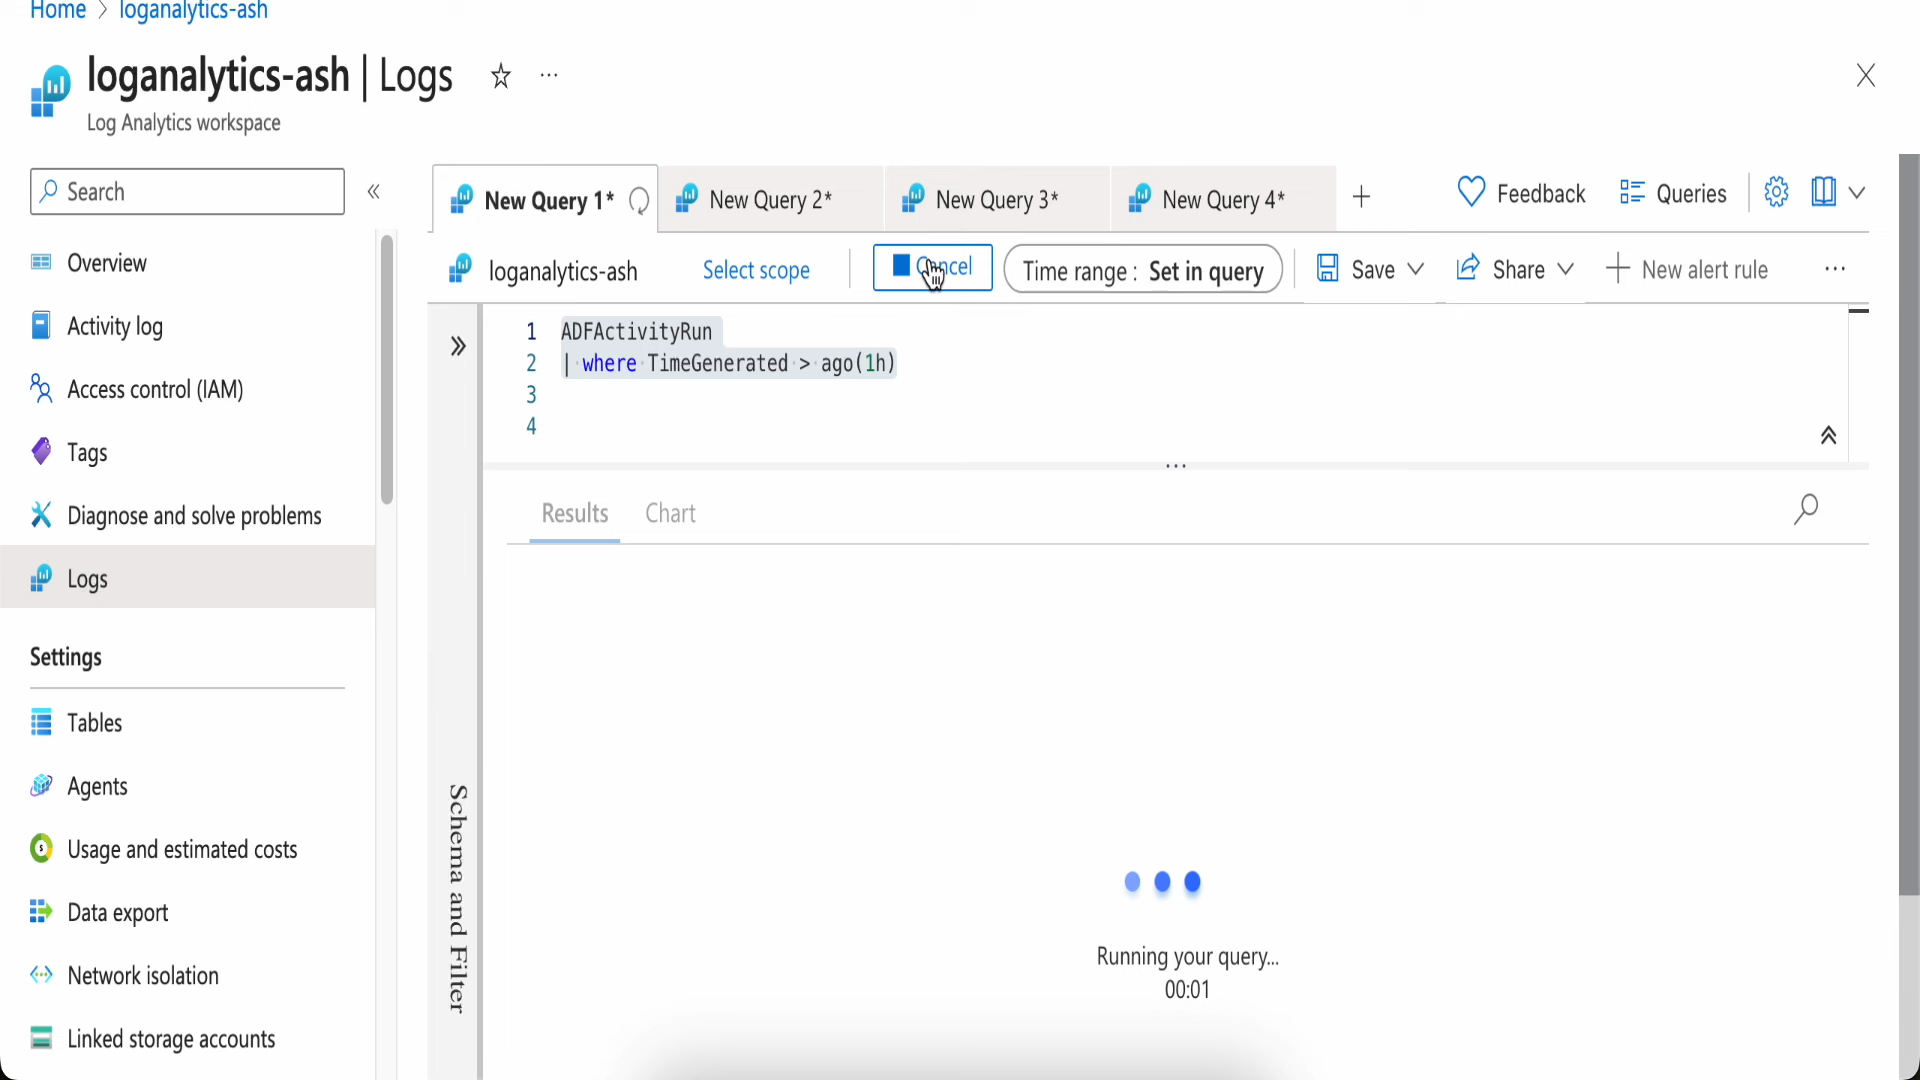 Home > loganalytics-ash
loganalytics-ash | Logs
Log Analytics workspace
Search
Overview
Activity log
Access control (IAM)
Tags
Diagnose and solve problems
Logs
Settings
Tables
Agents
Usage and estimated costs
Data export
Network isolation
Linked storage accounts
New Query 1* New Query 2* New Query 3* New Query 4*
Feedback Queries
loganalytics-ash Select scope Cancel Time range : Set in query Save Share New alert rule
1 ADFActivityRun
2 | where TimeGenerated > ago(1h)
3
4
Schema and Filter
Results Chart
Running your query...
00:01